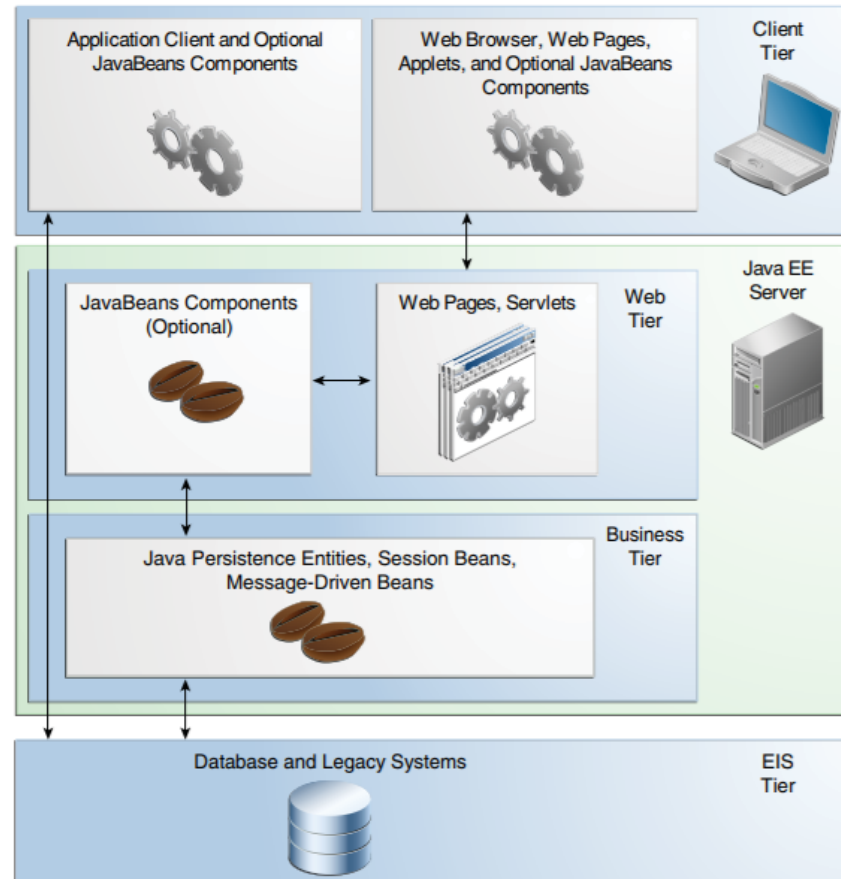 Application Client and Optional
JavaBeans Components
Web Browser, Web Pages,
Applets, and Optional JavaBeans
Components
Client
Tier
Java EE
Server
JavaBeans Components
(Optional)
Web Pages, Servlets
Web
Tier
Java Persistence Entities, Session Beans,
Message-Driven Beans
Business
Tier
Database and Legacy Systems
EIS
Tier